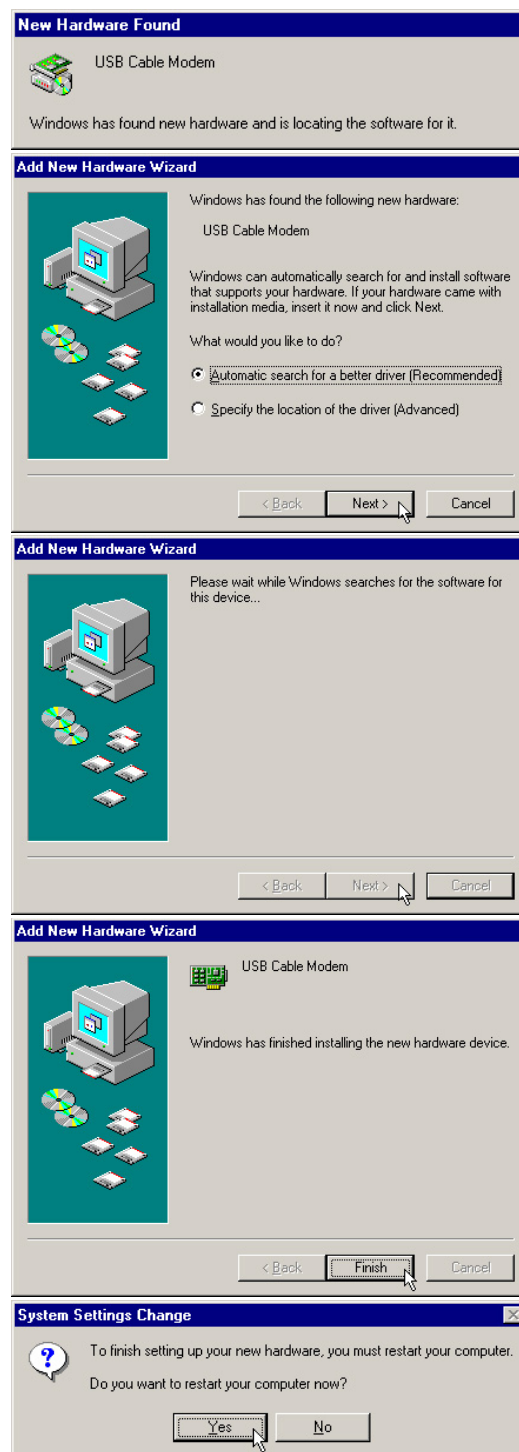 New Hardware Found
USB Cable Modem
Windows has found new hardware and is locating the software for it.
Add New Hardware Wizard
Windows has found the following new hardware:
USB Cable Modem
Windows can automatically search for and install software
that supports your hardware. If your hardware came with
installation media, insert it now and click Next.
What would you like to do?
Automatic search for a better driver (Recommended)
Specify the location of the driver (Advanced)
< Back Next > Cancel
Add New Hardware Wizard
Please wait while Windows searches for the software for
this device...
< Back Next > Cancel
Add New Hardware Wizard
USB Cable Modem
Windows has finished installing the new hardware device.
< Back Finish Cancel
System Settings Change
To finish setting up your new hardware, you must restart your computer.
Do you want to restart your computer now?
Yes No